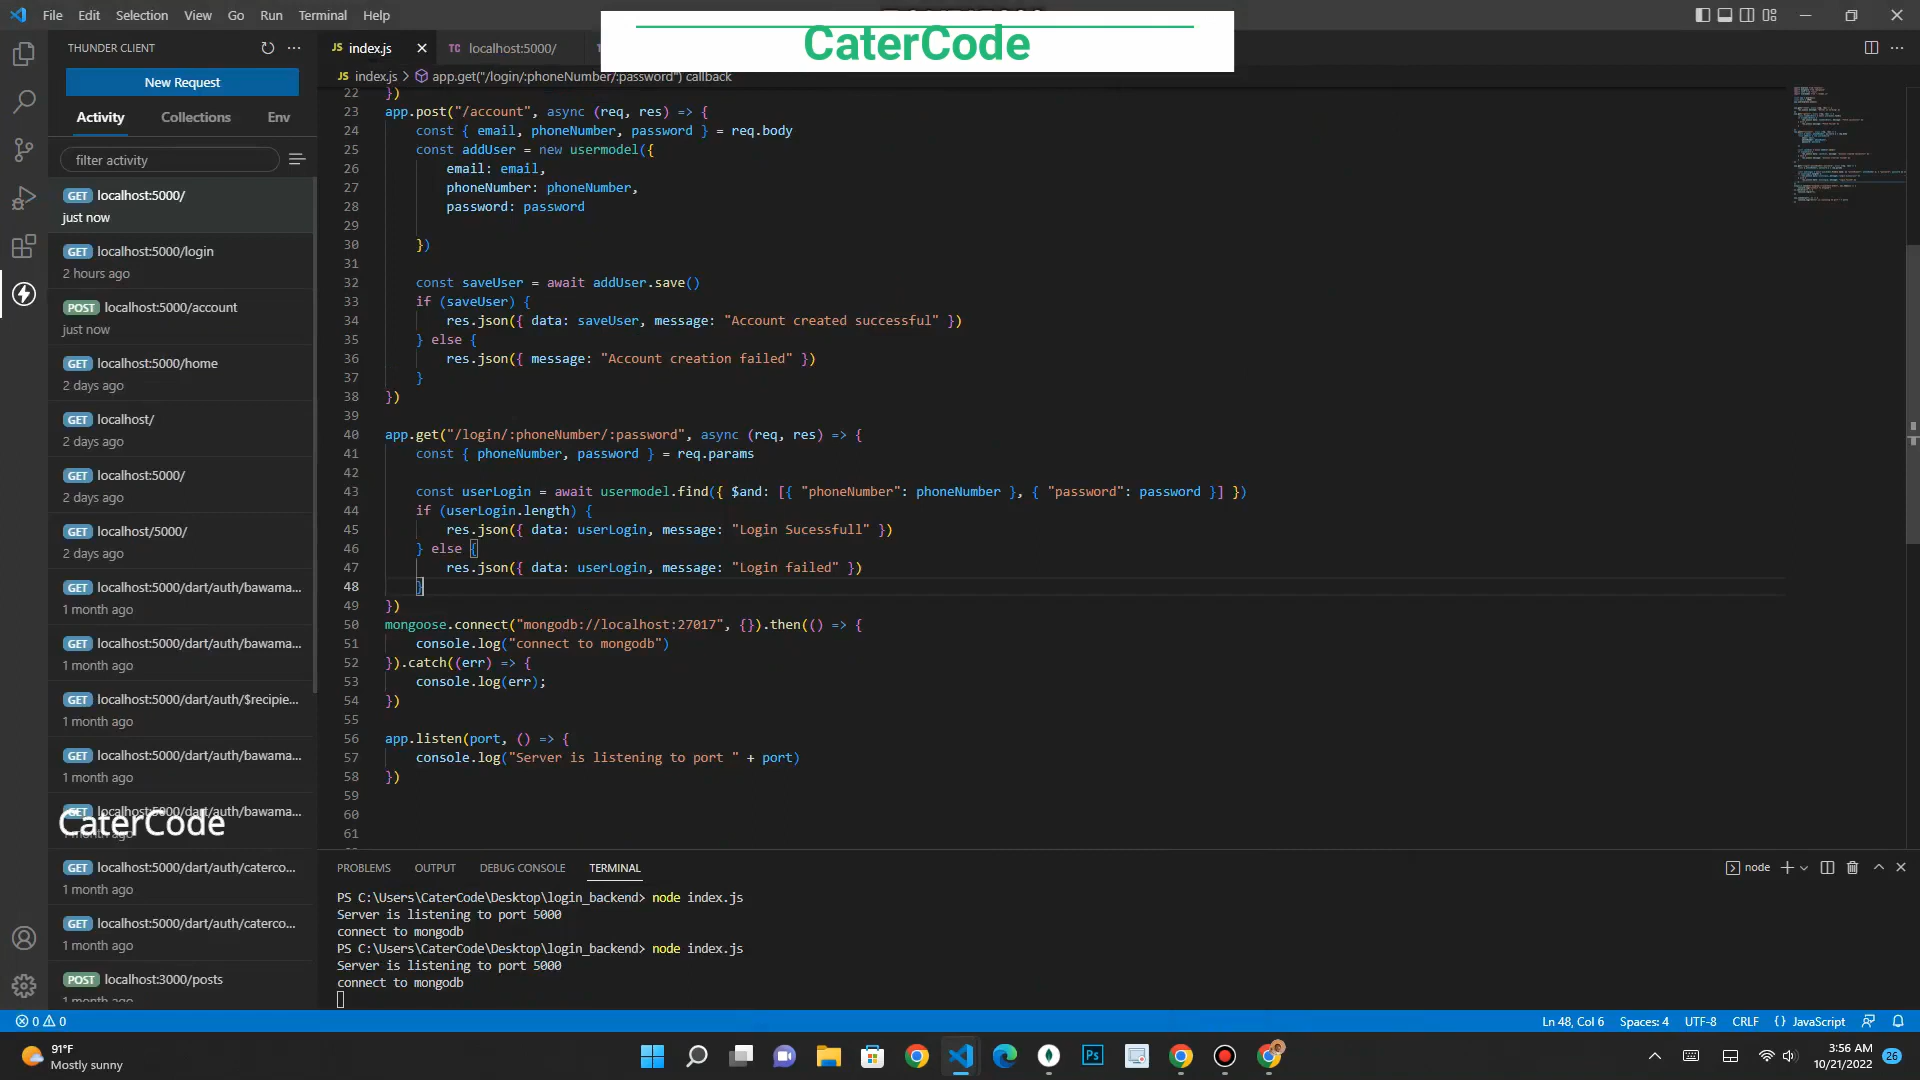 File Edit Selection View Go Run Terminal Help
CaterCode
THUNDER CLIENT
New Request
Activity Collections Env
filter activity
GET localhost:5000/
just now
GET localhost:5000/login
2 hours ago
POST localhost:5000/account
just now
GET localhost:5000/home
2 days ago
GET localhost/
2 days ago
GET localhost:5000/
2 days ago
GET localhost/5000/
2 days ago
GET localhost:5000/dart/auth/bawama...
1 month ago
GET localhost:5000/dart/auth/bawama...
1 month ago
GET localhost:5000/dart/auth/$recipie...
1 month ago
GET localhost:5000/dart/auth/bawama...
1 month ago
GET localhost:5000/dart/auth/bawama...
CaterCode
1 month ago
GET localhost:5000/dart/auth/caterco...
1 month ago
GET localhost:5000/dart/auth/caterco...
1 month ago
POST localhost:3000/posts
1 month ago
JS index.js TC localhost:5000/
JS index.js > app.get("/login/:phoneNumber/:password") callback
22 })
23 app.post("/account", async (req, res) => {
24 const { email, phoneNumber, password } = req.body
25 const addUser = new usermodel({
26 email: email,
27 phoneNumber: phoneNumber,
28 password: password
29
30 })
31
32 const saveUser = await addUser.save()
33 if (saveUser) {
34 res.json({ data: saveUser, message: "Account created successful" })
35 } else {
36 res.json({ message: "Account creation failed" })
37 }
38 })
39
40 app.get("/login/:phoneNumber/:password", async (req, res) => {
41 const { phoneNumber, password } = req.params
42
43 const userLogin = await usermodel.find({ $and: [{ "phoneNumber": phoneNumber }, { "password": password }] })
44 if (userLogin.length) {
45 res.json({ data: userLogin, message: "Login Sucessfull" })
46 } else {
47 res.json({ data: userLogin, message: "Login failed" })
48 }
49 })
50 mongoose.connect("mongodb://localhost:27017", {}).then(() => {
51 console.log("connect to mongodb")
52 }).catch((err) => {
53 console.log(err);
54 })
55
56 app.listen(port, () => {
57 console.log("Server is listening to port " + port)
58 })
59
60
61
PROBLEMS OUTPUT DEBUG CONSOLE TERMINAL
node
PS C:\Users\CaterCode\Desktop\login_backend> node index.js
Server is listening to port 5000
connect to mongodb
PS C:\Users\CaterCode\Desktop\login_backend> node index.js
Server is listening to port 5000
connect to mongodb
0 0
Ln 48, Col 6 Spaces: 4 UTF-8 CRLF {} JavaScript
91°F
Mostly sunny
Ps
3:56 AM
10/21/2022
26